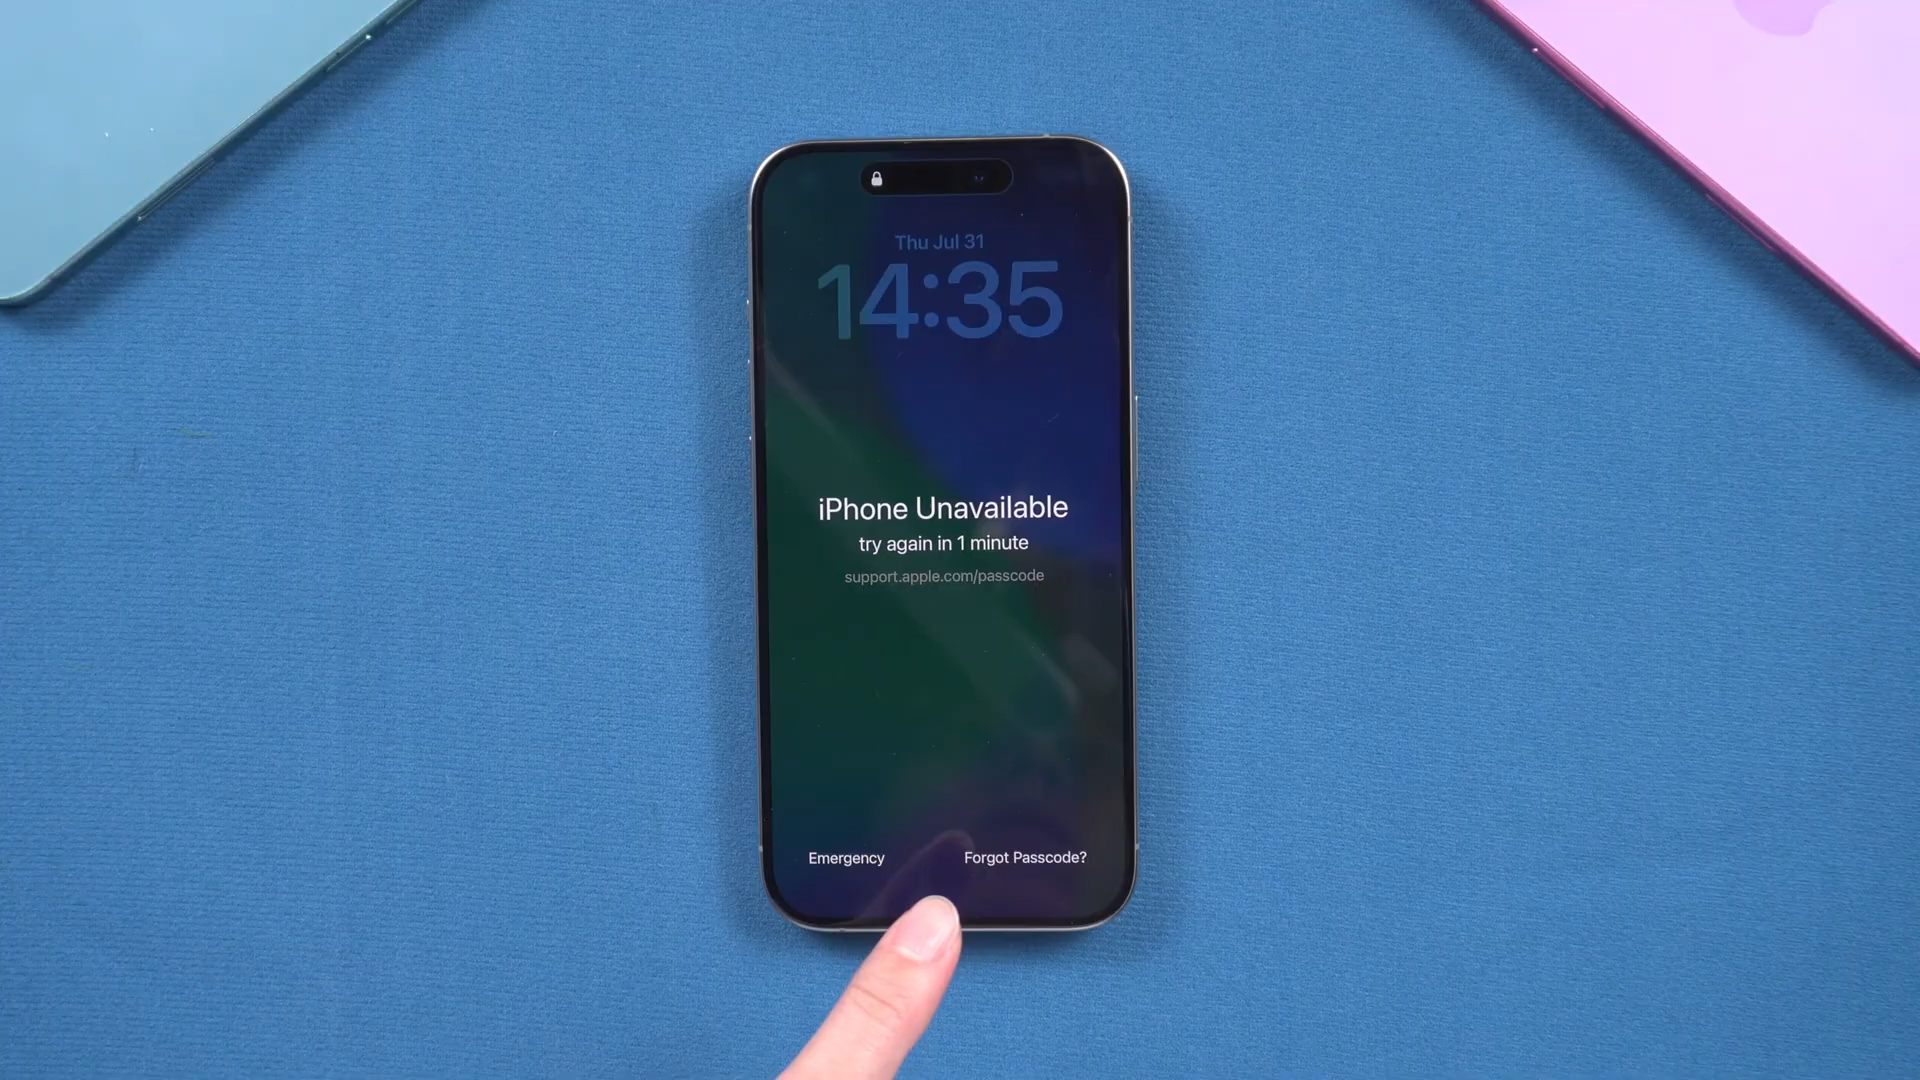 Thu Jul 31
14:35
iPhone Unavailable
try again in 1 minute
support.apple.com/passcode
Emergency
Forgot Passcode?